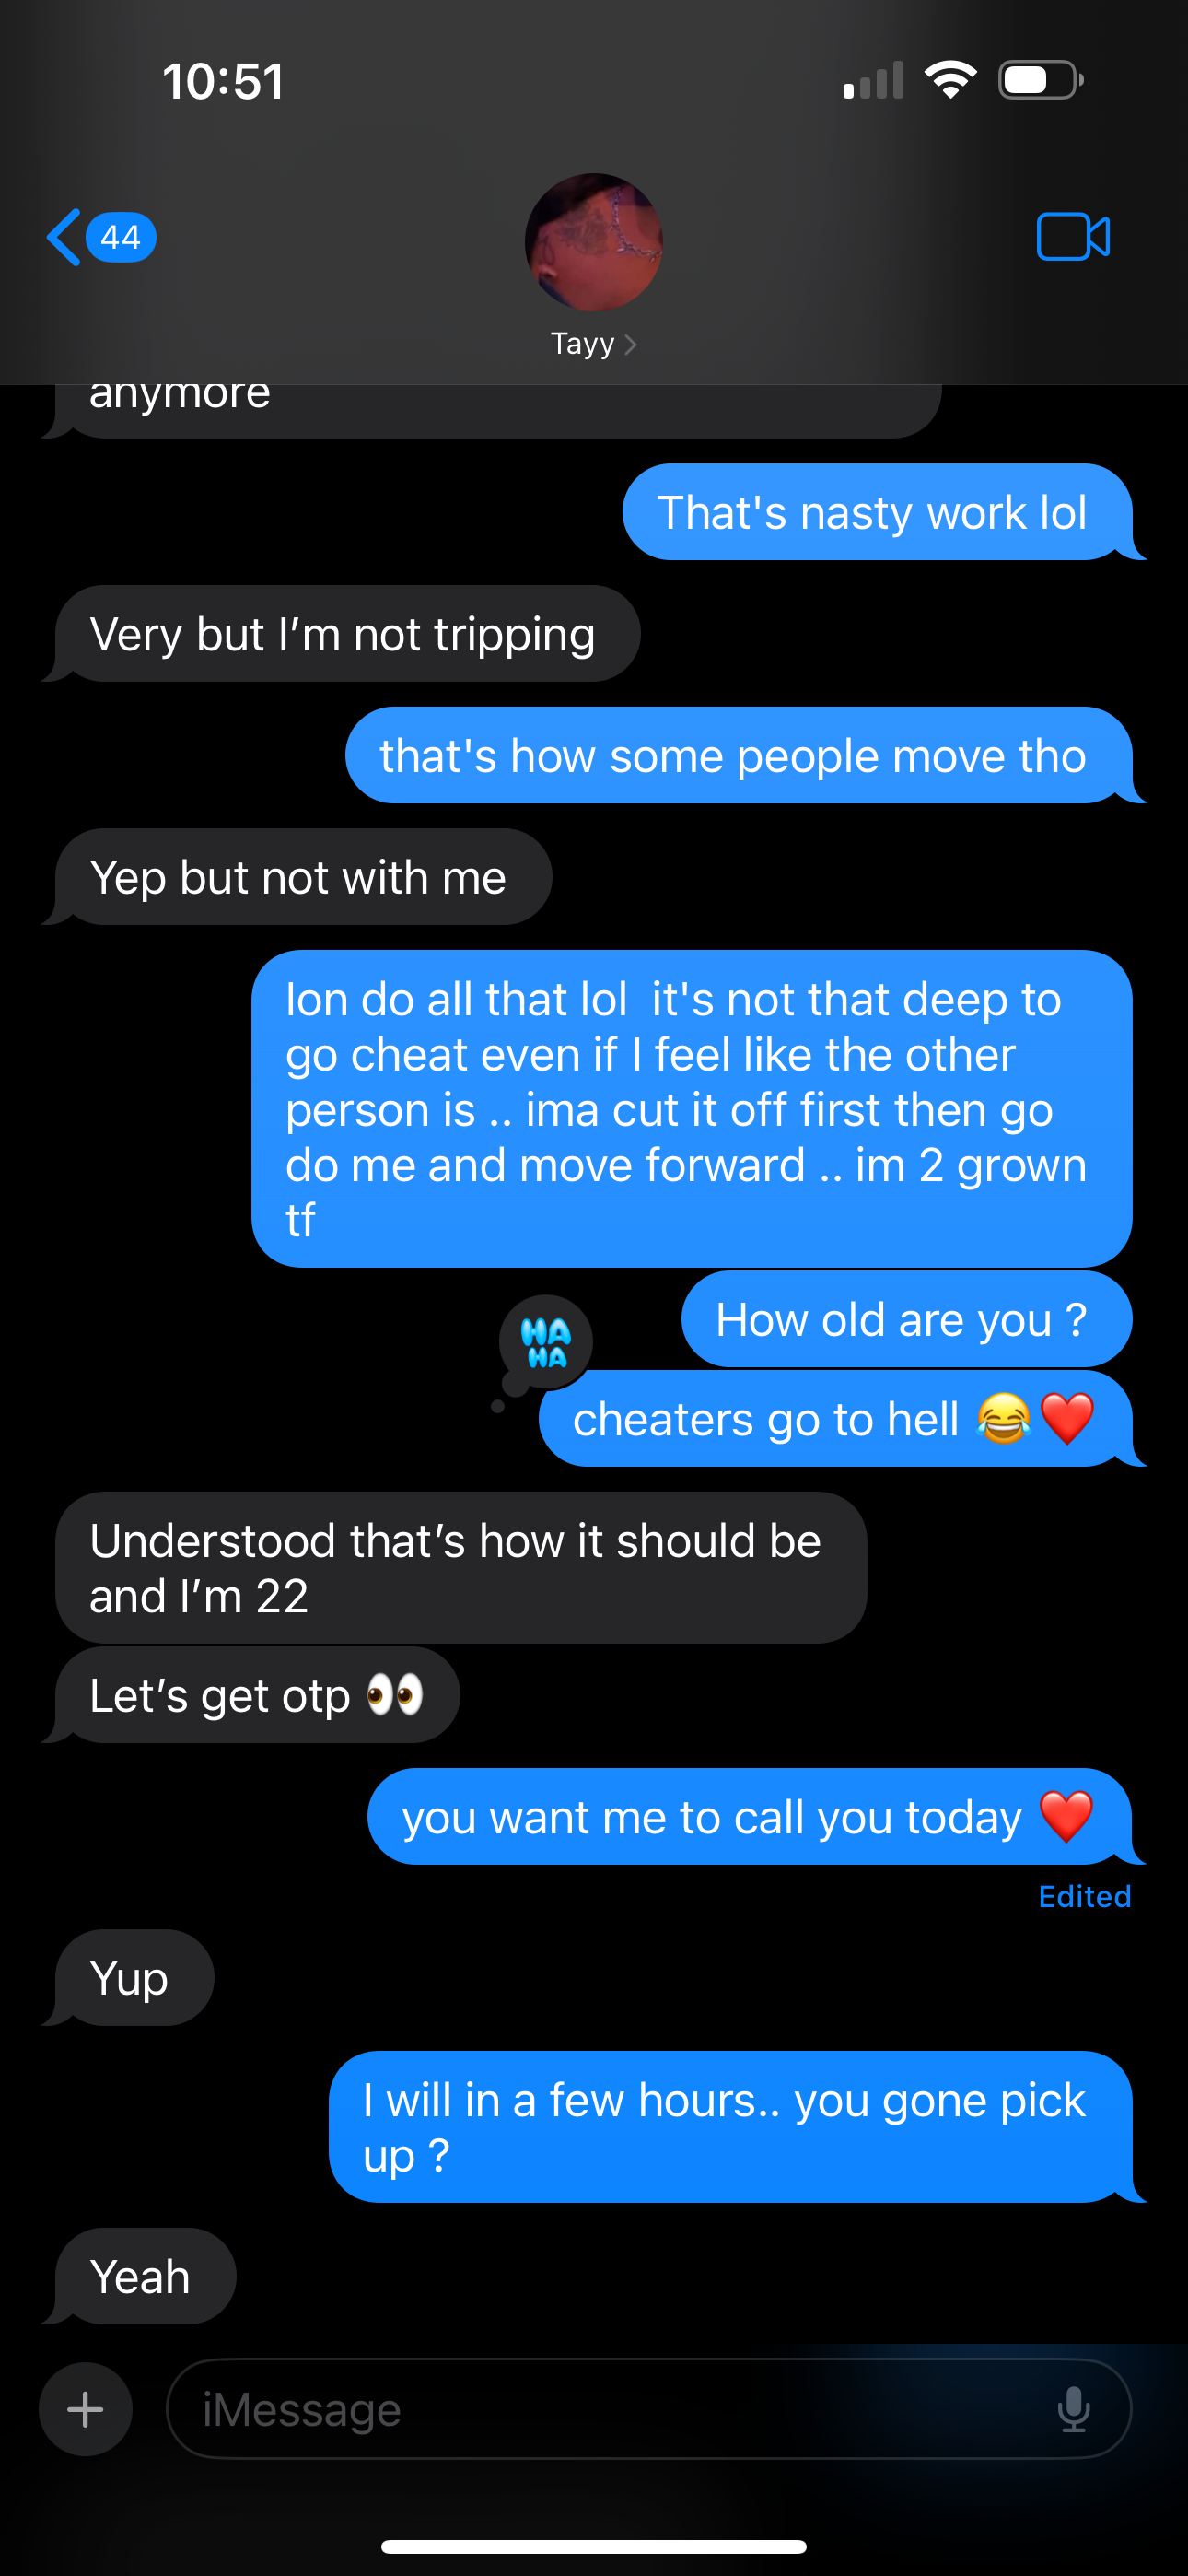 10:51
44
Tayy
anymore
That's nasty work lol
Very but I’m not tripping
that's how some people move tho
Yep but not with me
Ion do all that lol  it's not that deep to
go cheat even if I feel like the other
person is .. ima cut it off first then go
do me and move forward .. im 2 grown
tf
How old are you ?
HA
HA
cheaters go to hell 😂❤️
Understood that’s how it should be
and I’m 22
Let’s get otp 👀
you want me to call you today ❤️
Edited
Yup
I will in a few hours.. you gone pick
up ?
Yeah
iMessage